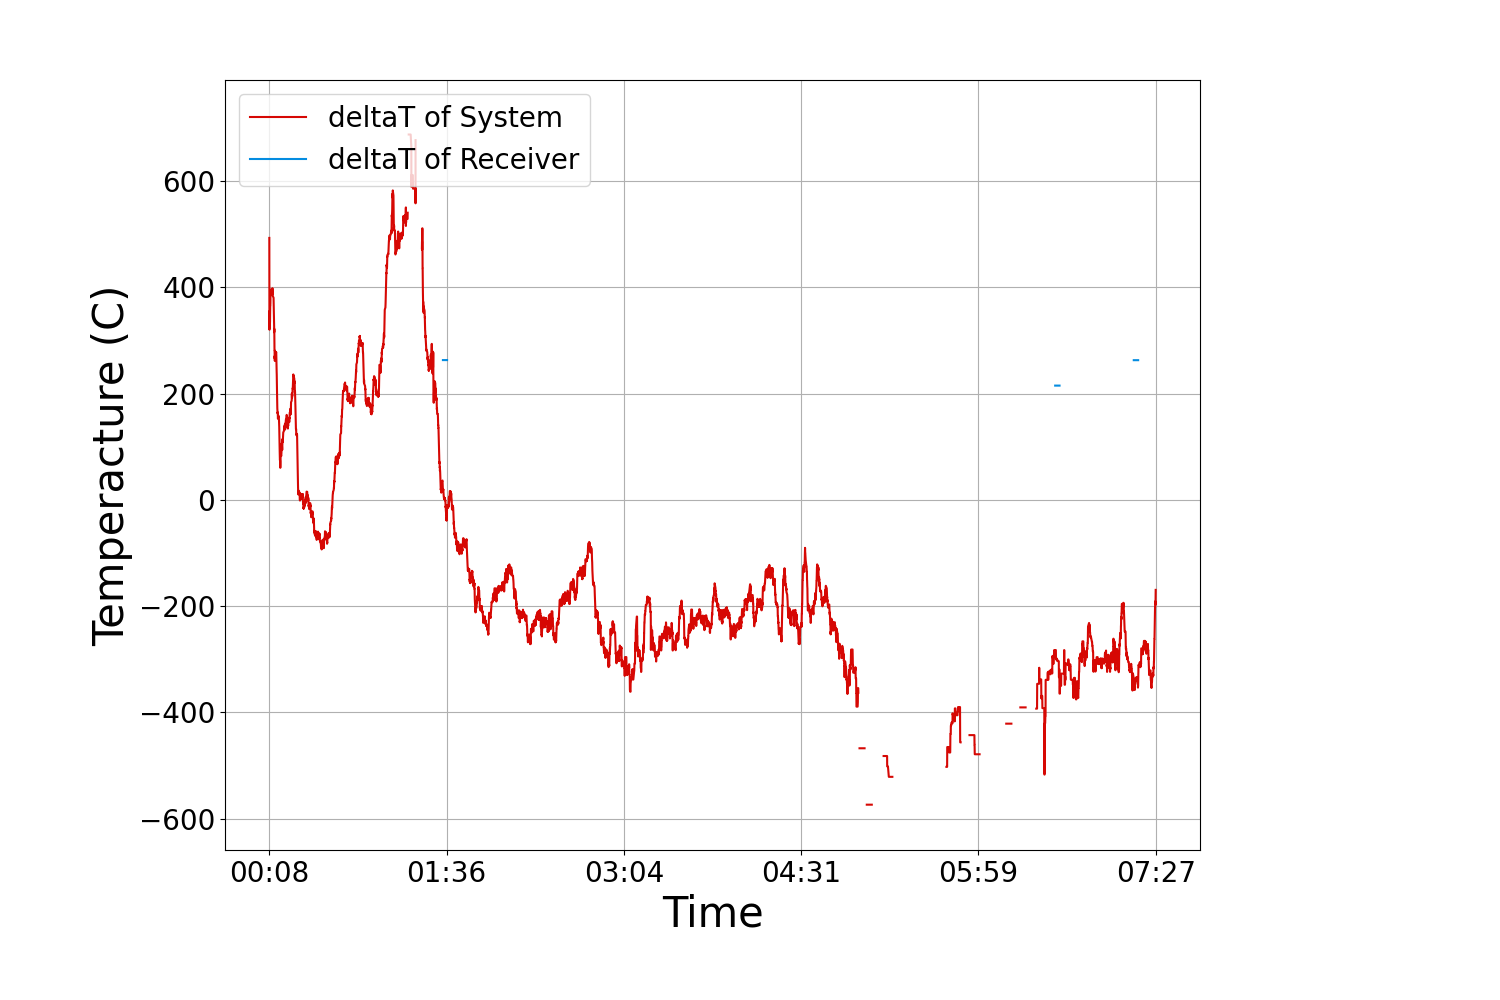 deltaT of System
deltaT of Receiver
600
400
200
0
−200
−400
−600
Temperacture (C)
00:08 01:36 03:04 04:31 05:59 07:27
Time